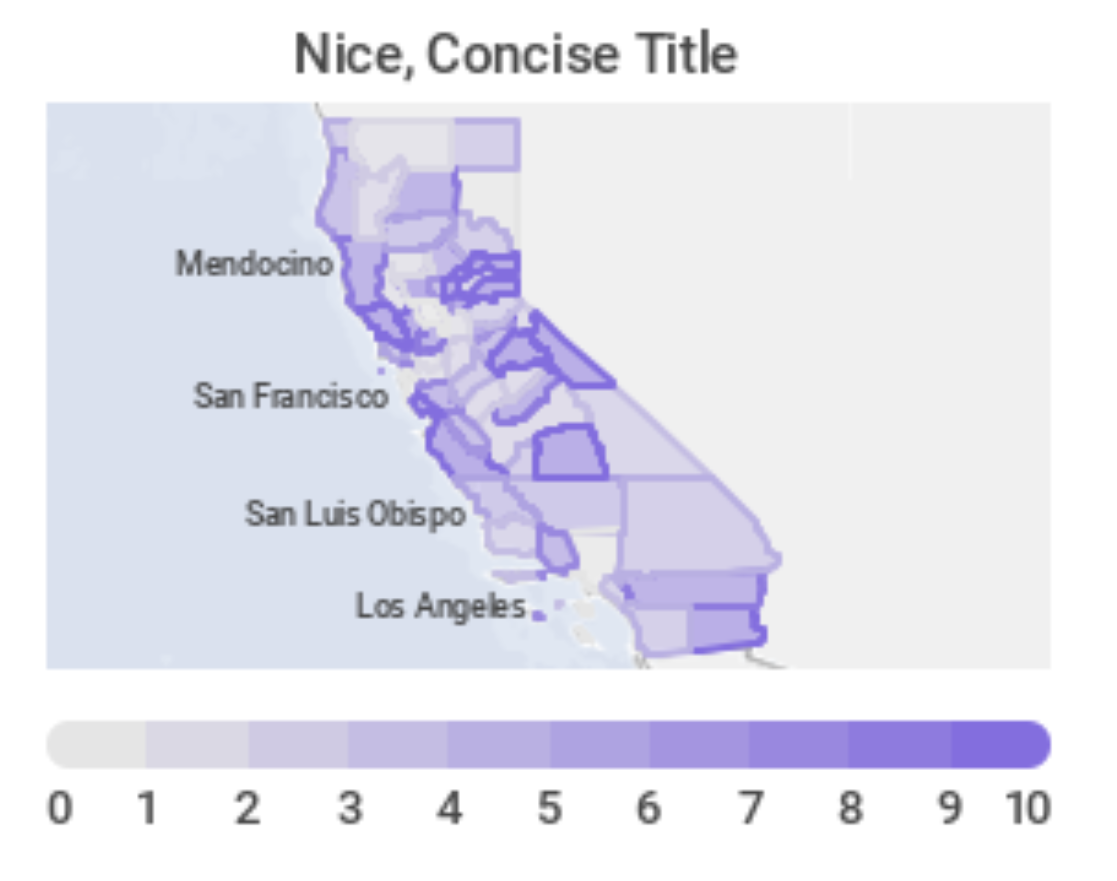 Nice, Concise Title
Mendocino
San Francisco
San Luis Obispo
Los Angeles
0 1 2 3 4 5 6 7 8 9 10